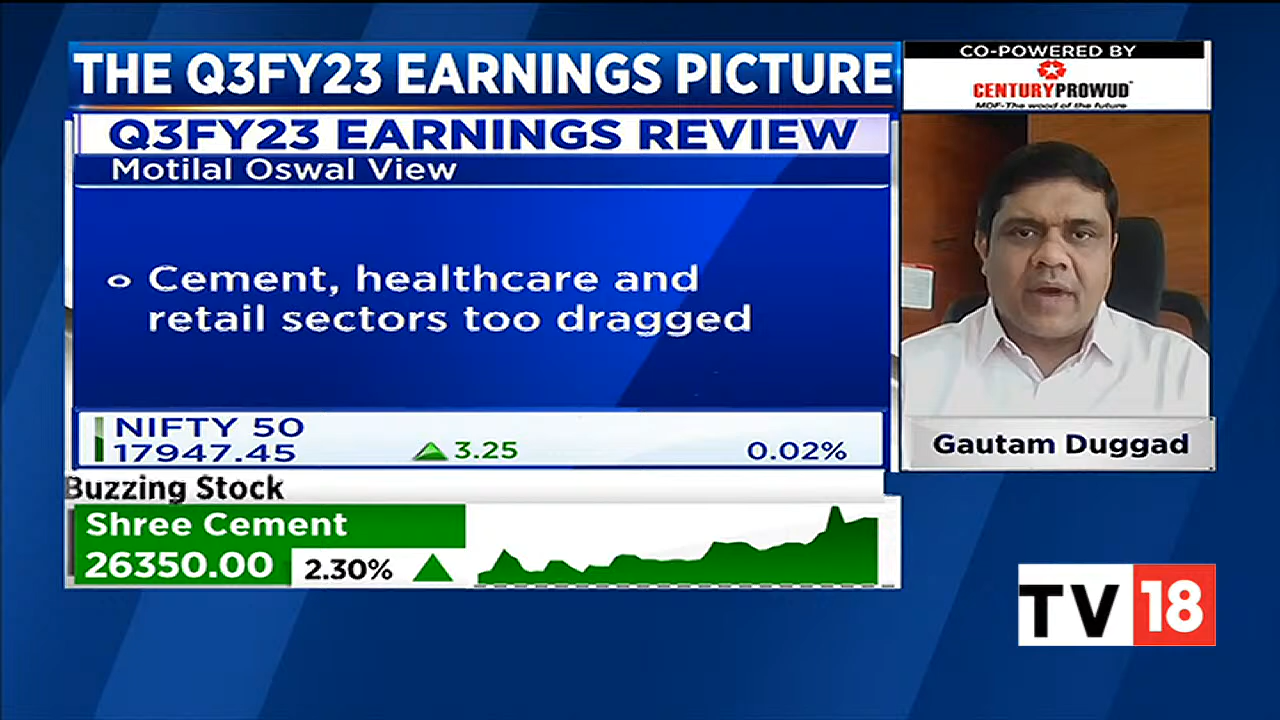 THE Q3FY23 EARNINGS PICTURE
CO-POWERED BY
CENTURYPROWUD
MDF-The wood of the future
Q3FY23 EARNINGS REVIEW
Motilal Oswal View
Cement, healthcare and
retail sectors too dragged
NIFTY 50
17947.45 3.25 0.02%
Gautam Duggad
Buzzing Stock
Shree Cement
26350.00 2.30%
TV18